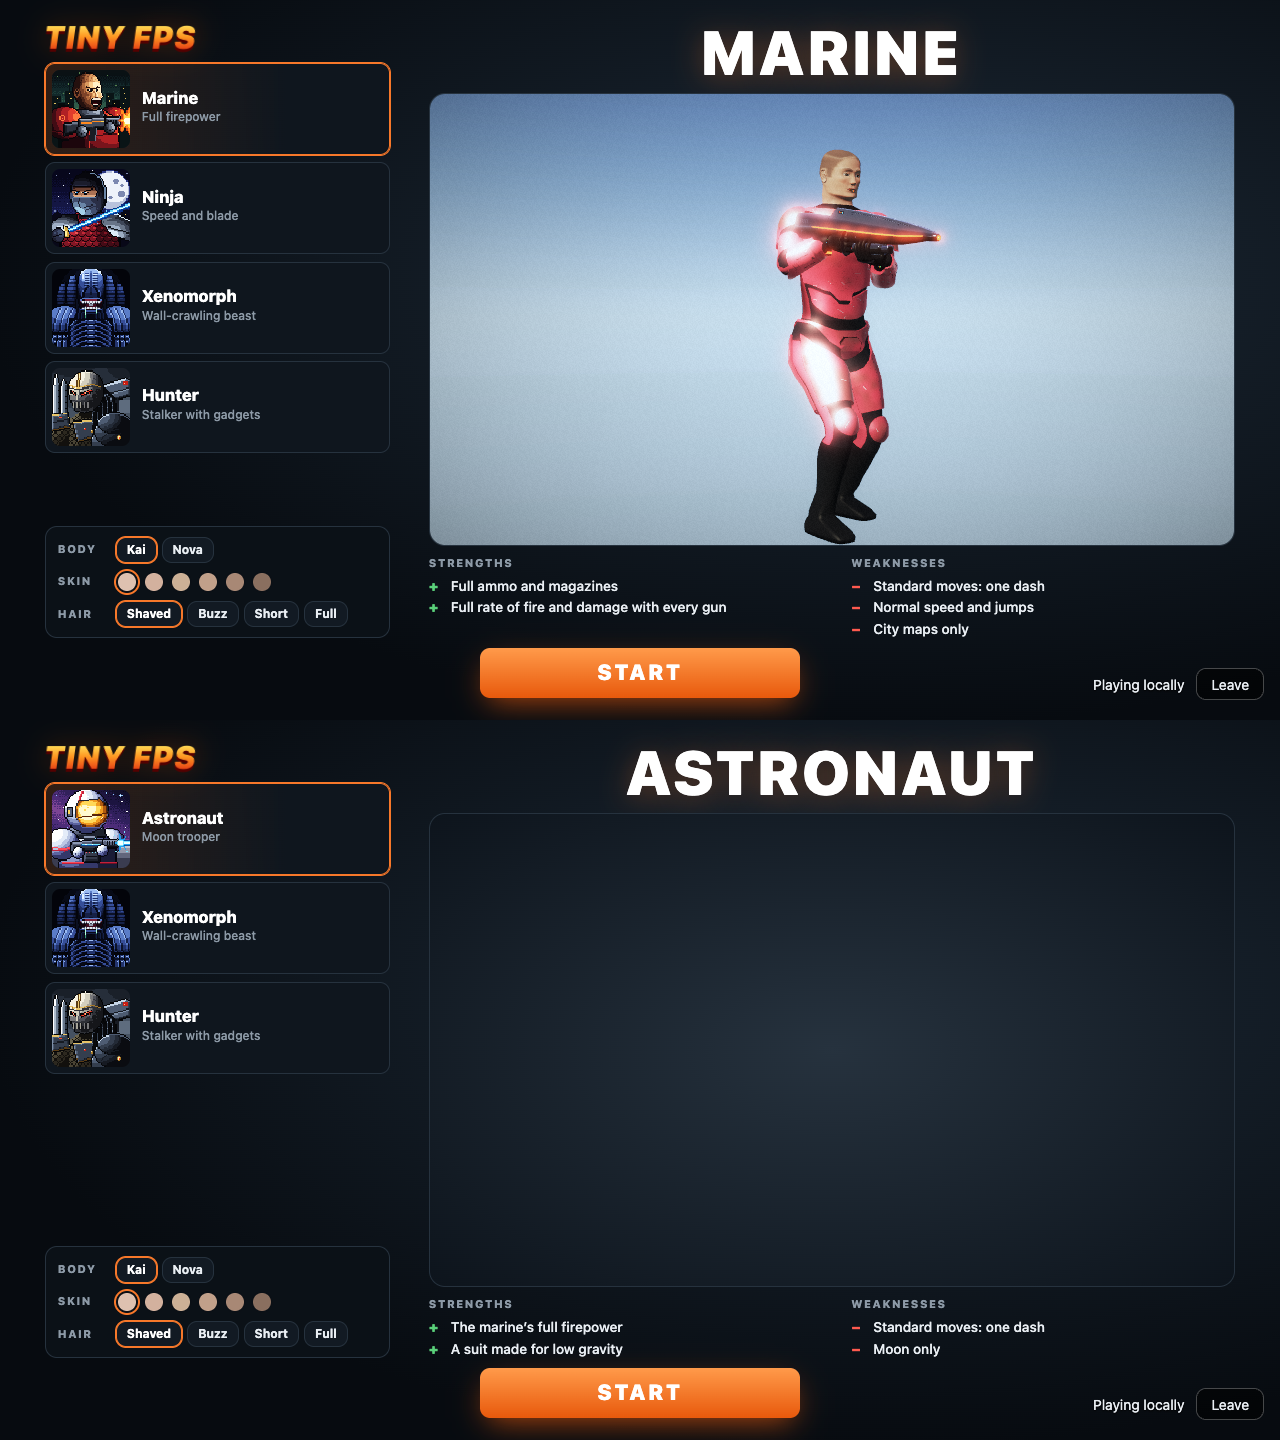 TINY FPS
Marine
Full firepower
Ninja
Speed and blade
Xenomorph
Wall-crawling beast
Hunter
Stalker with gadgets
BODY Kai Nova
SKIN
HAIR Shaved Buzz Short Full
MARINE
STRENGTHS
+ Full ammo and magazines
+ Full rate of fire and damage with every gun
WEAKNESSES
− Standard moves: one dash
− Normal speed and jumps
− City maps only
START
Playing locally Leave
TINY FPS
Astronaut
Moon trooper
Xenomorph
Wall-crawling beast
Hunter
Stalker with gadgets
BODY Kai Nova
SKIN
HAIR Shaved Buzz Short Full
ASTRONAUT
STRENGTHS
+ The marine’s full firepower
+ A suit made for low gravity
WEAKNESSES
− Standard moves: one dash
− Moon only
START
Playing locally Leave